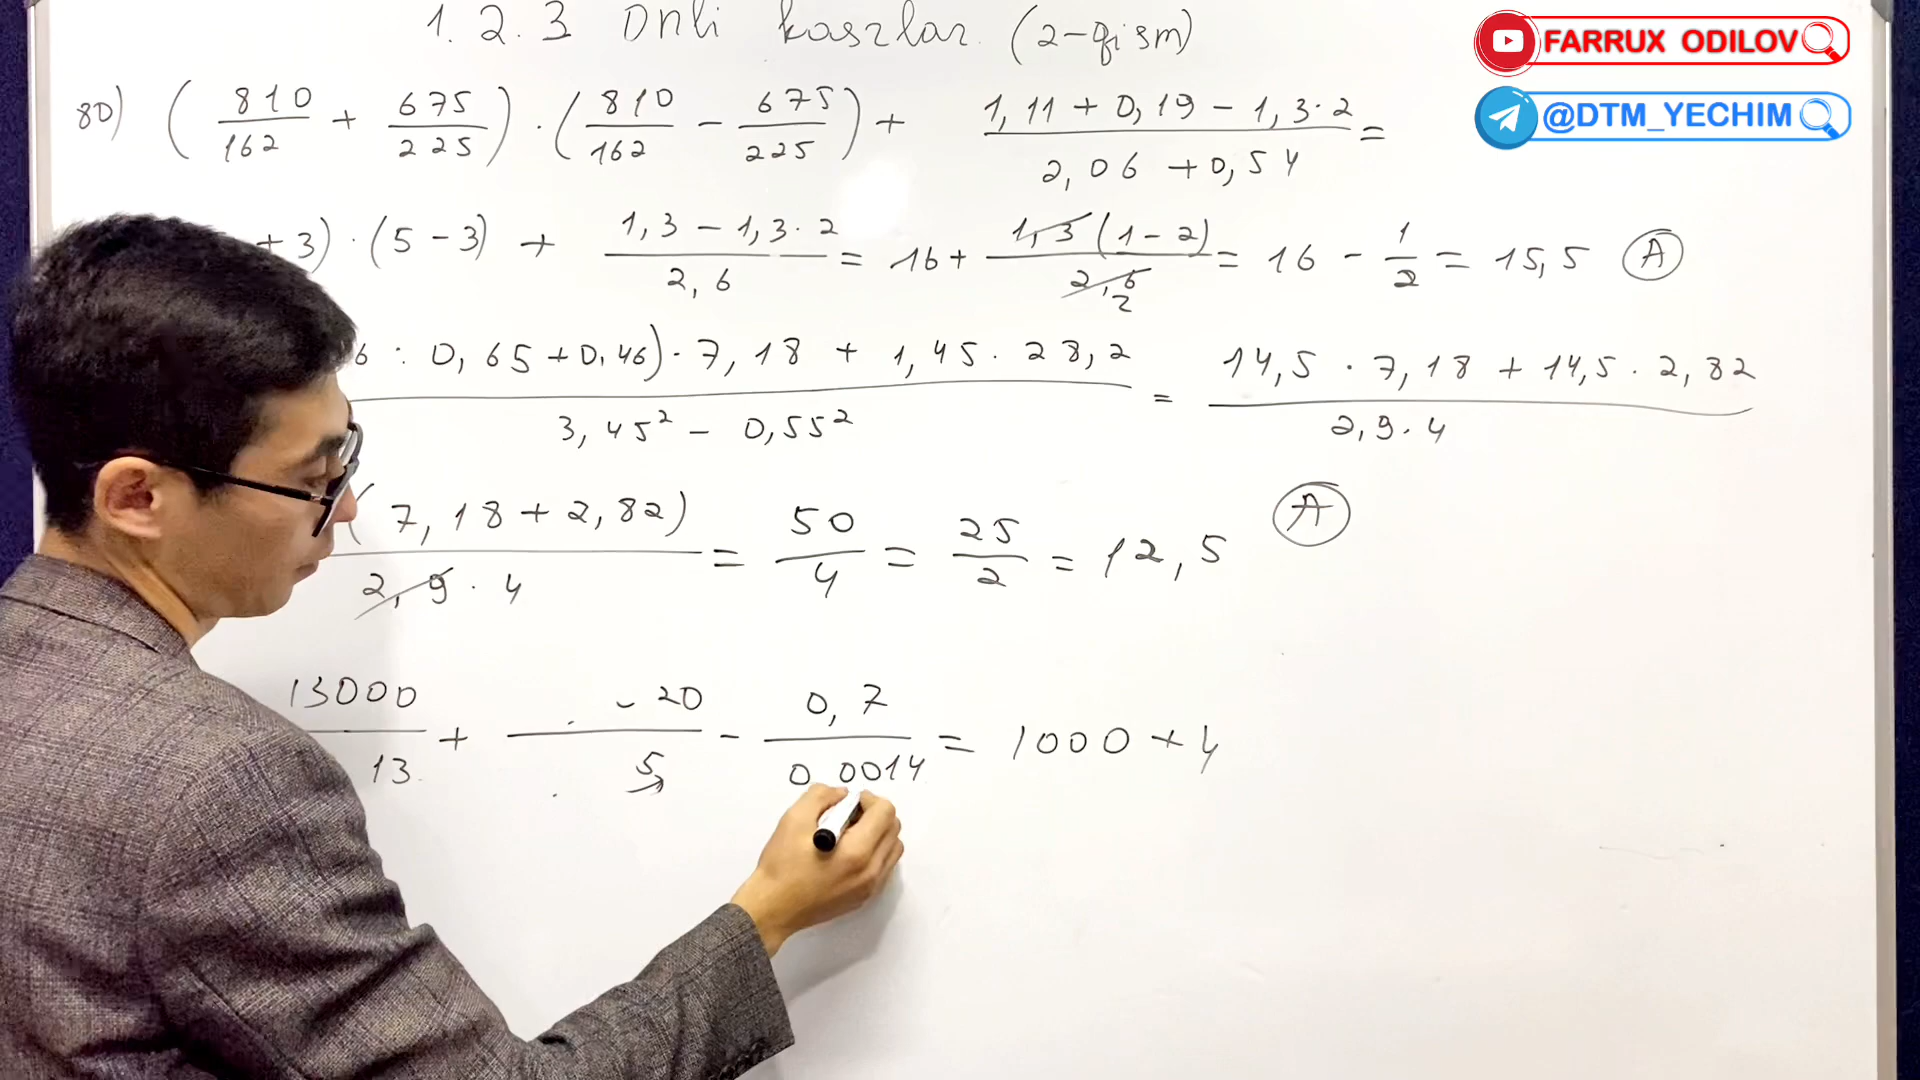 1.2.3 Onli kasrlar (2-qism)
FARRUX ODILOV
@DTM_YECHIM
80) (810/162 + 675/225) · (810/162 − 675/225) + (1,11 + 0,19 − 1,3·2)/(2,06 + 0,54) =
+3) · (5 − 3) + (1,3 − 1,3·2)/2,6 = 16 + 1,3(1−2)/2,6 2 = 16 − 1/2 = 15,5 (A)
6 : 0,65 + 0,46) · 7,18 + 1,45 · 28,2 / 3,45² − 0,55² = (14,5 · 7,18 + 14,5 · 2,82)/(2,9·4)
(7,18 + 2,82)/(2,9 · 4) = 50/4 = 25/2 = 12,5 (A)
13000/13 + 20/5 − 0,7/0,0014 = 1000 + 4